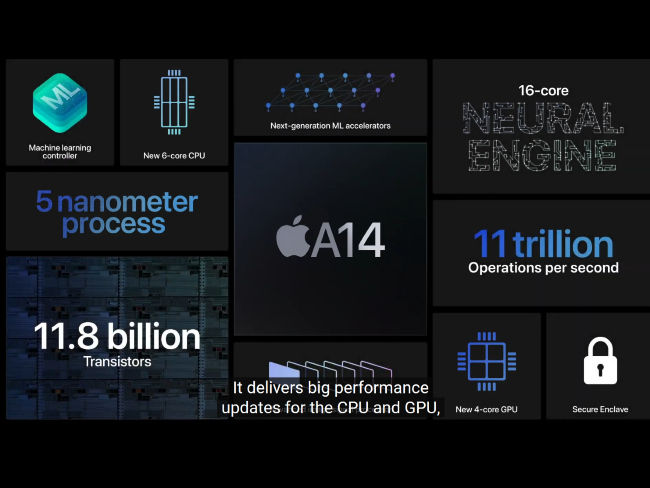 ML
Machine learning
controller
New 6-core CPU
Next-generation ML accelerators
16-core
NEURAL
ENGINE
5 nanometer
process
A14
11 trillion
Operations per second
11.8 billion
Transistors
It delivers big performance
updates for the CPU and GPU,
New 4-core GPU
Secure Enclave